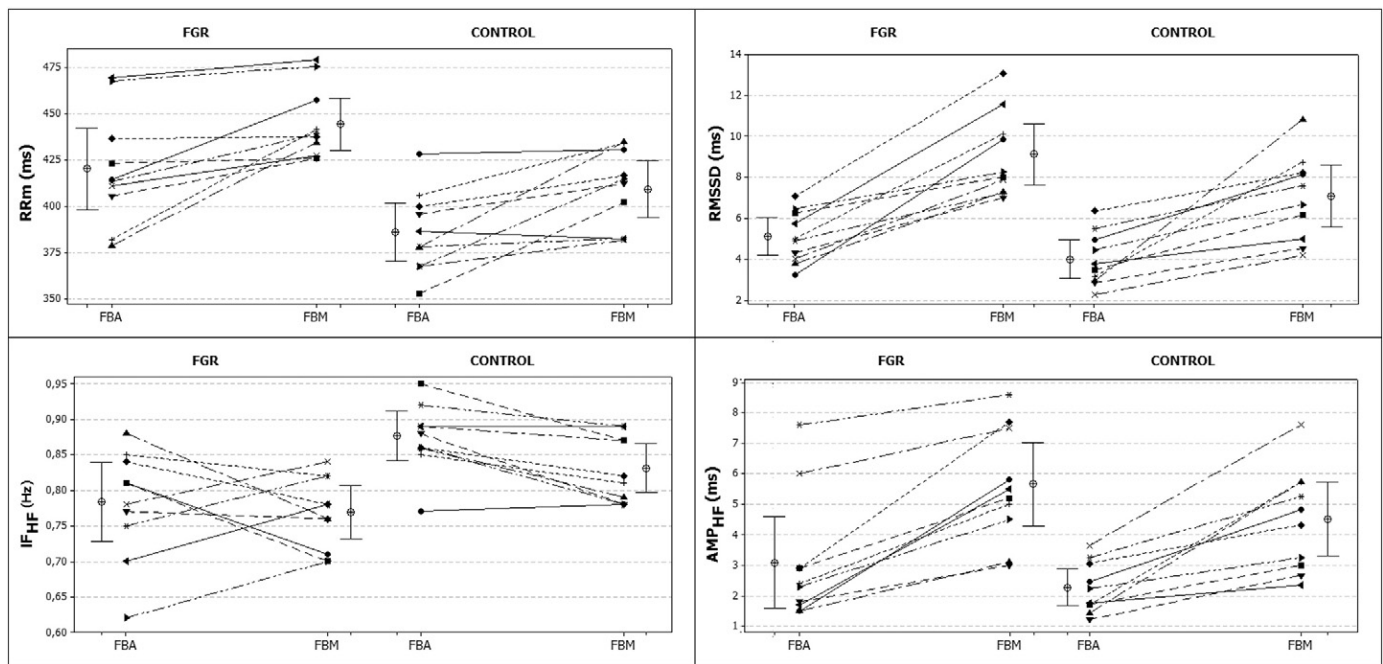 FGR CONTROL
RRrm (ms)
475
450
425
400
375
350
FBA FBM FBA FBM
FGR CONTROL
RMSSD (ms)
14
12
10
8
6
4
2
FBA FBM FBA FBM
FGR CONTROL
IFHF (Hz)
0,95
0,90
0,85
0,80
0,75
0,70
0,65
0,60
FBA FBM FBA FBM
FGR CONTROL
AMPHF (ms)
9
8
7
6
5
4
3
2
1
FBA FBM FBA FBM